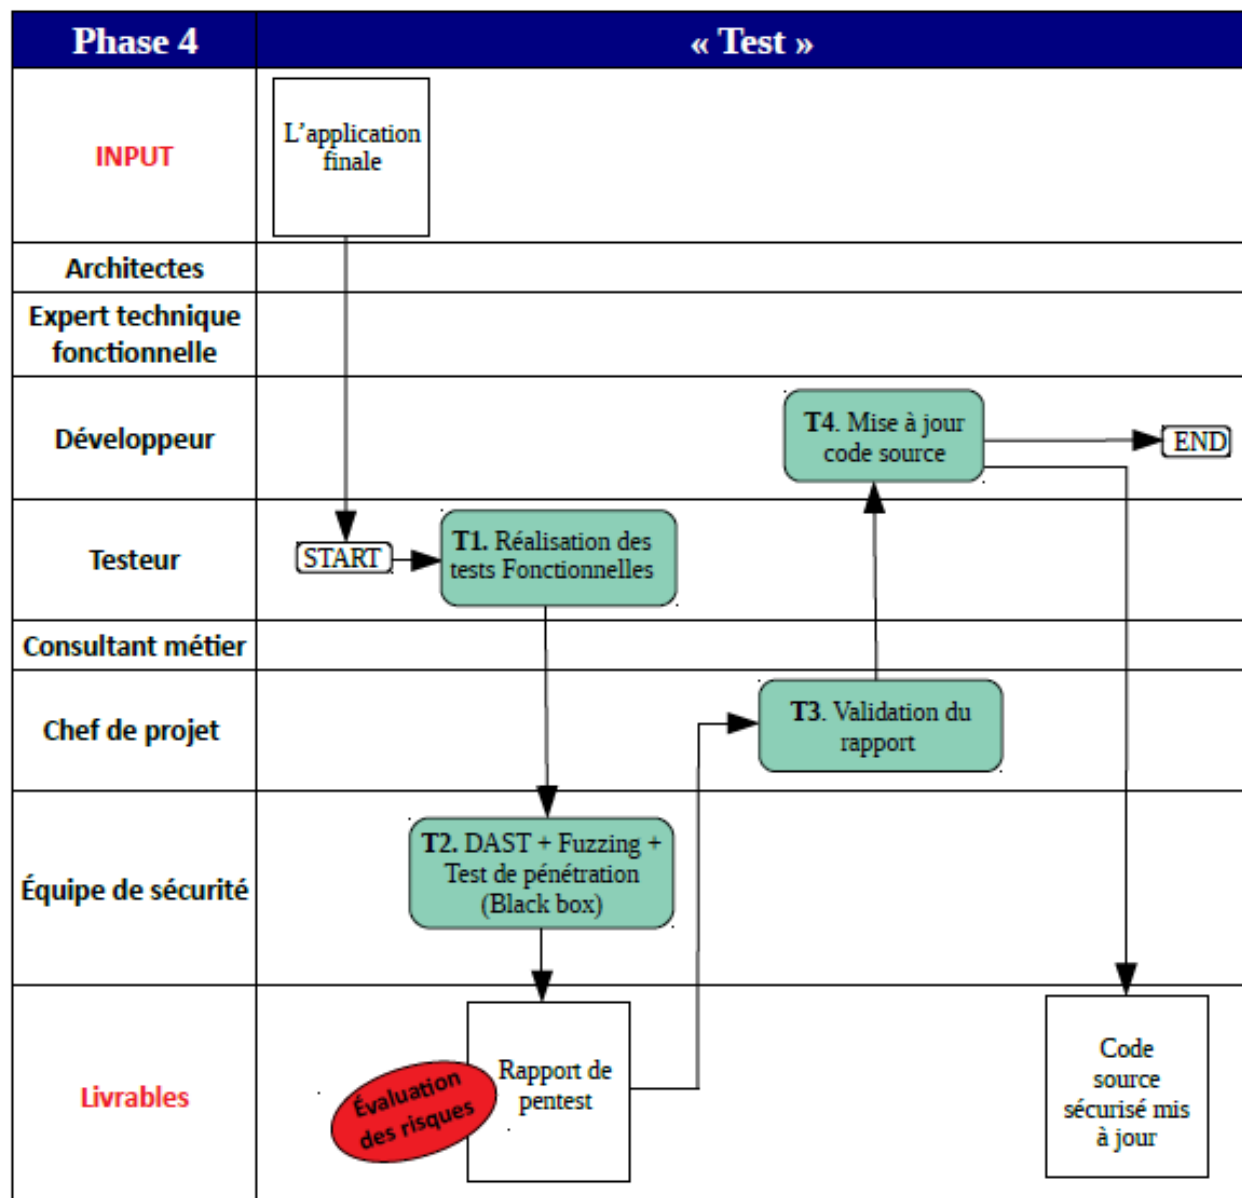 Phase 4
« Test »
INPUT
L’application
finale
Architectes
Expert technique
fonctionnelle
Développeur
T4. Mise à jour
code source
END
Testeur
START
T1. Réalisation des
tests Fonctionnelles
Consultant métier
Chef de projet
T3. Validation du
rapport
Équipe de sécurité
T2. DAST + Fuzzing +
Test de pénétration
(Black box)
Livrables
Évaluation
des risques
Rapport de
pentest
Code
source
sécurisé mis
à jour